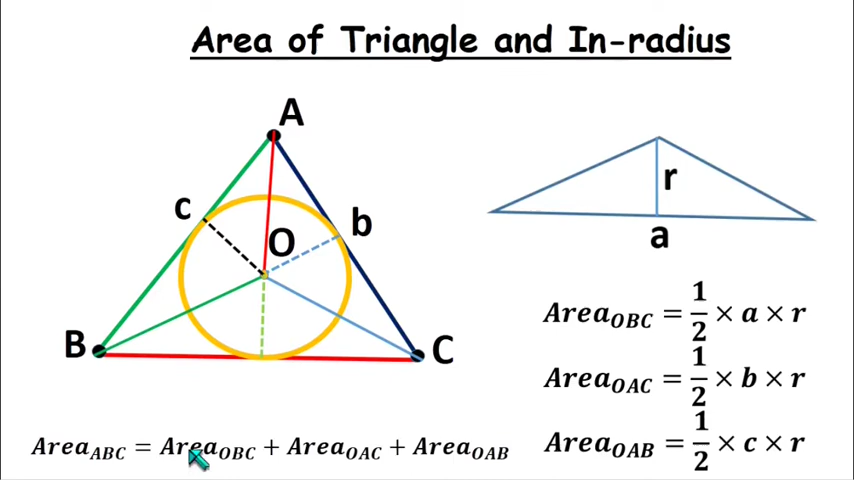 Area of Triangle and In-radius
A
c
b
O
B
C
r
a
Area_OBC = 1/2 × a × r
Area_OAC = 1/2 × b × r
Area_OAB = 1/2 × c × r
Area_ABC = Area_OBC + Area_OAC + Area_OAB